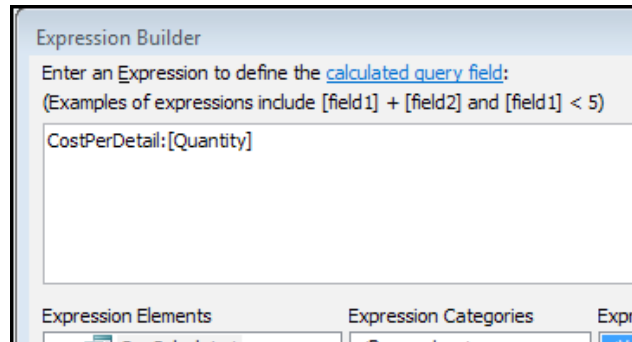 Expression Builder
Enter an Expression to define the calculated query field:
(Examples of expressions include [field1] + [field2] and [field1] < 5)
CostPerDetail:[Quantity]
Expression Elements Expression Categories